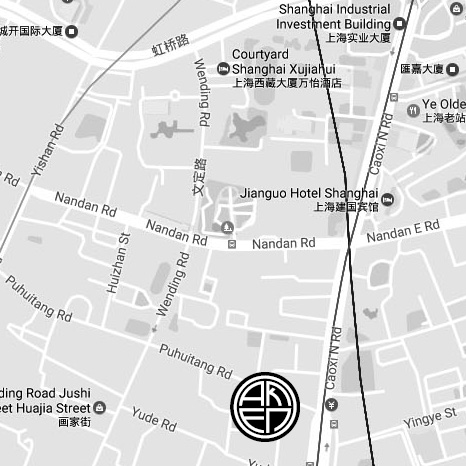 Shanghai Industrial
Investment Building
上海实业大厦
城开国际大厦
虹桥路
Courtyard
Shanghai Xujiahui
上海西藏大厦万怡酒店
汇嘉大厦
Wending Rd
Ye Olde
上海老站
Caoxi N Rd
Yishan Rd
文定路
Jianguo Hotel Shanghai
上海建国宾馆
Nandan Rd
Nandan Rd
Nandan Rd
Nandan E Rd
Huizhan St
Wending Rd
Puhuitang Rd
Puhuitang Rd
Caoxi N Rd
ding Road Jushi
eet Huajia Street
画家街
Yude Rd
Yingye St